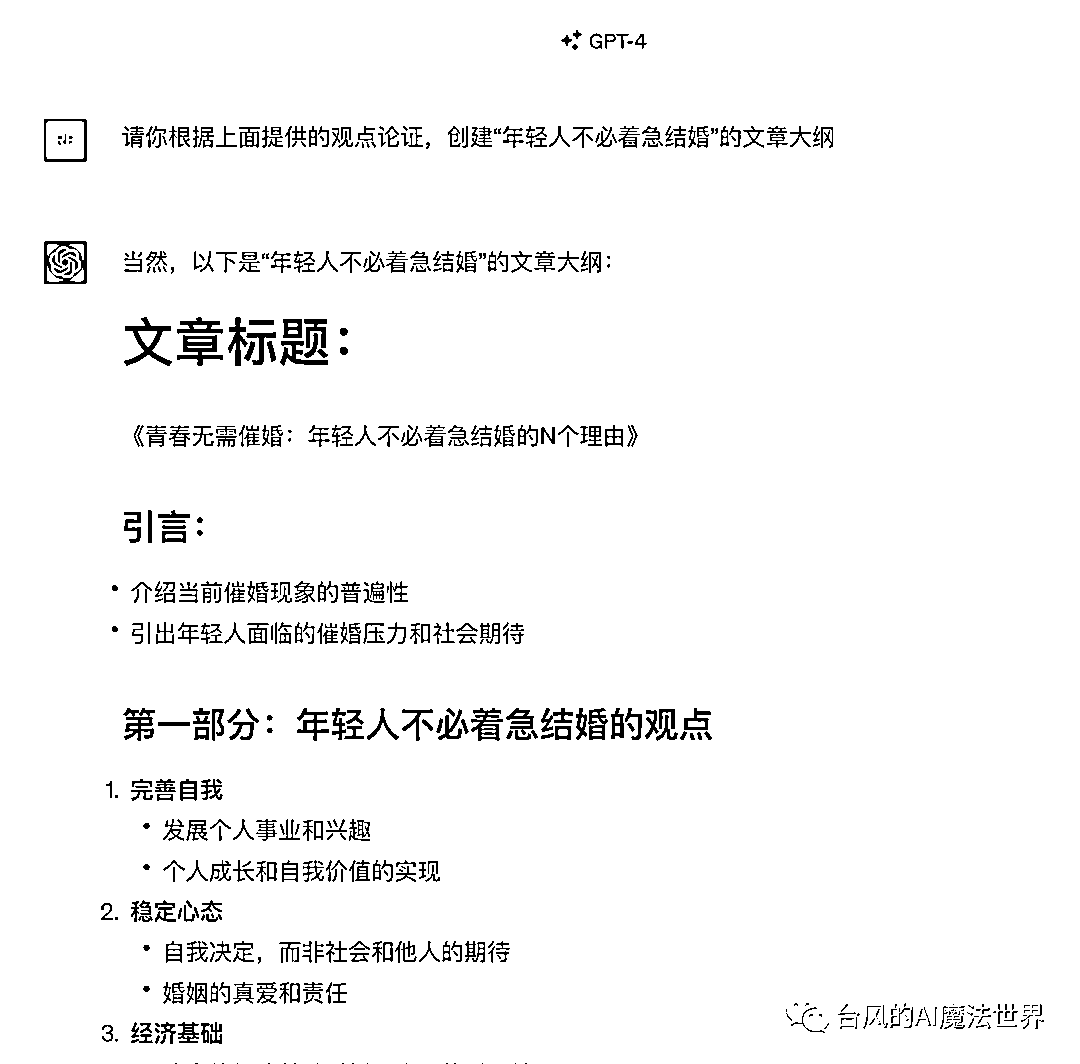 GPT-4
请你根据上面提供的观点论证，创建“年轻人不必着急结婚”的文章大纲
当然，以下是“年轻人不必着急结婚”的文章大纲：
文章标题：
《青春无需催婚：年轻人不必着急结婚的N个理由》
引言：
• 介绍当前催婚现象的普遍性
• 引出年轻人面临的催婚压力和社会期待
第一部分：年轻人不必着急结婚的观点
1. 完善自我
• 发展个人事业和兴趣
• 个人成长和自我价值的实现
2. 稳定心态
• 自我决定，而非社会和他人的期待
• 婚姻的真爱和责任
3. 经济基础
台风的AI魔法世界